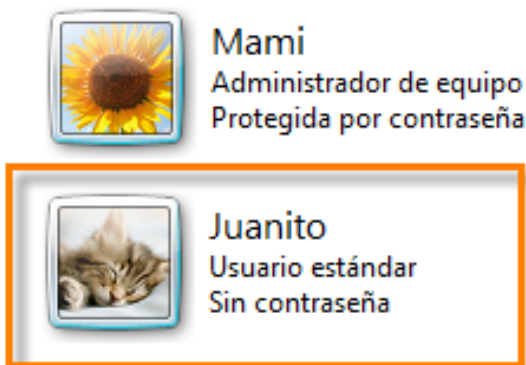 Mami
Administrador de equipo
Protegida por contraseña
Juanito
Usuario estándar
Sin contraseña